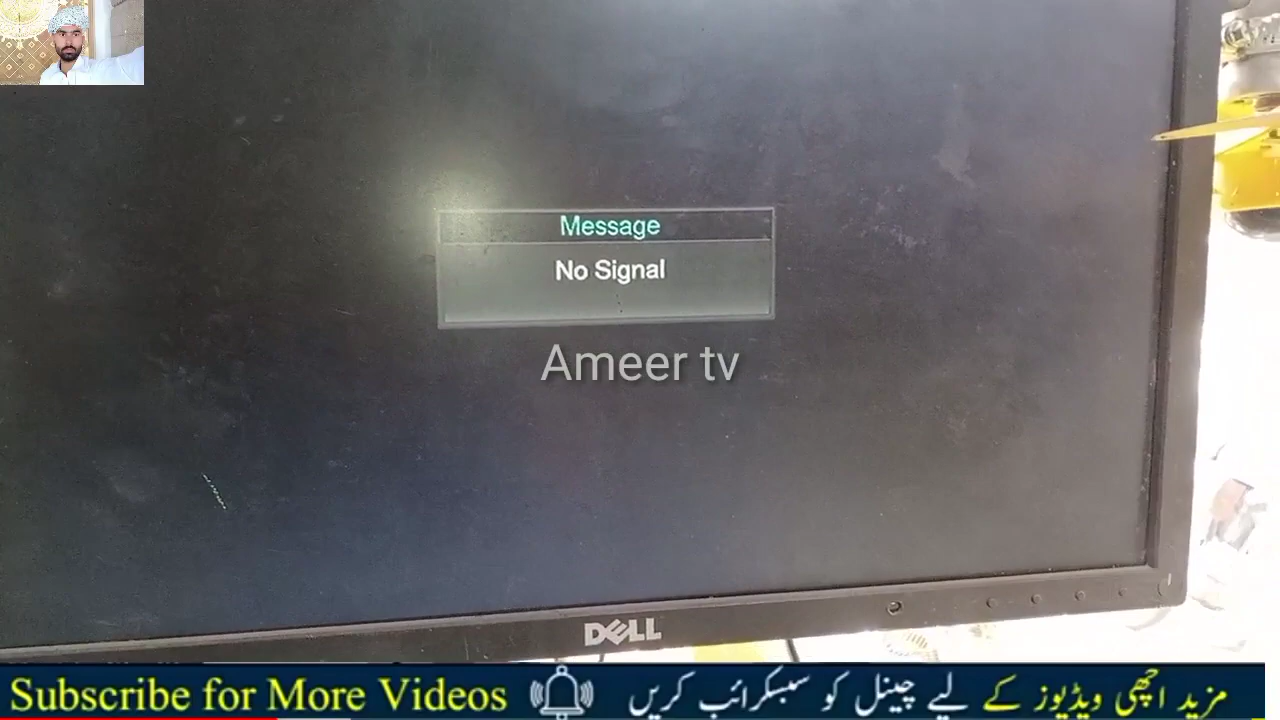 Message
No Signal
Ameer tv
DELL
Subscribe for More Videos
مزید اچھی ویڈیوز کے لیے چینل کو سبسکرائب کریں